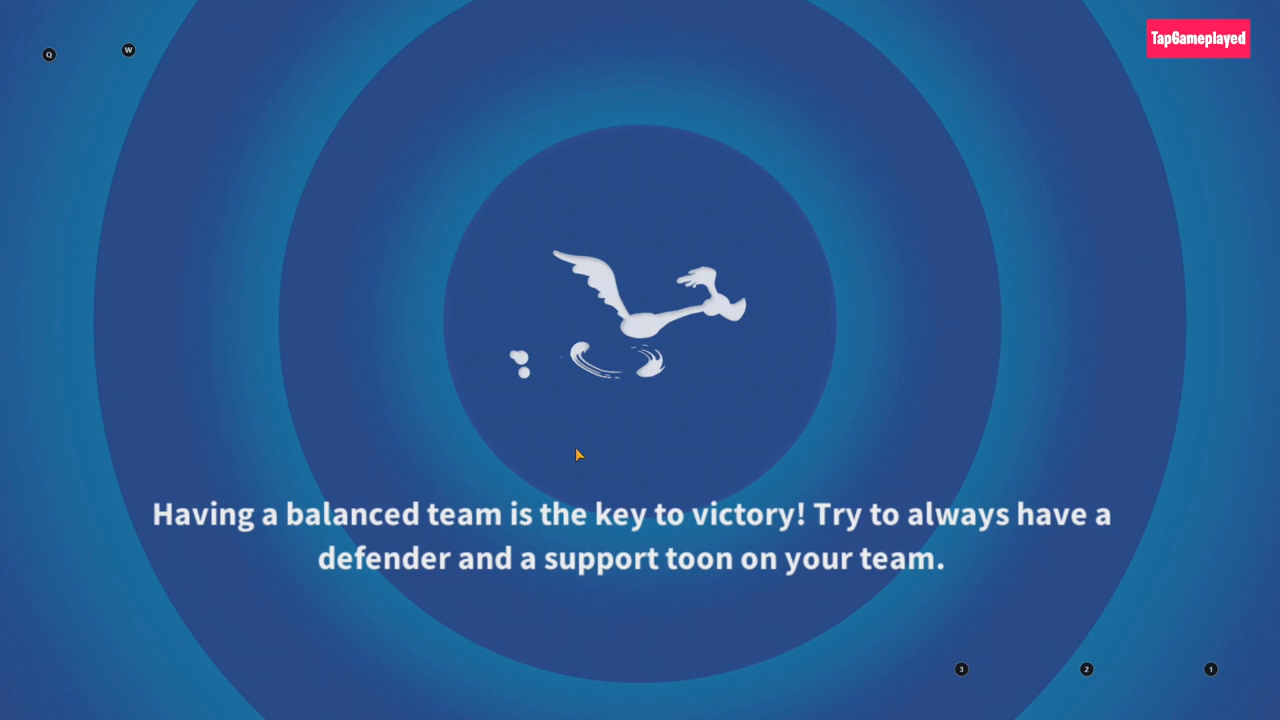 Q
W
TapGameplayed
Having a balanced team is the key to victory! Try to always have a
defender and a support toon on your team.
3
2
1